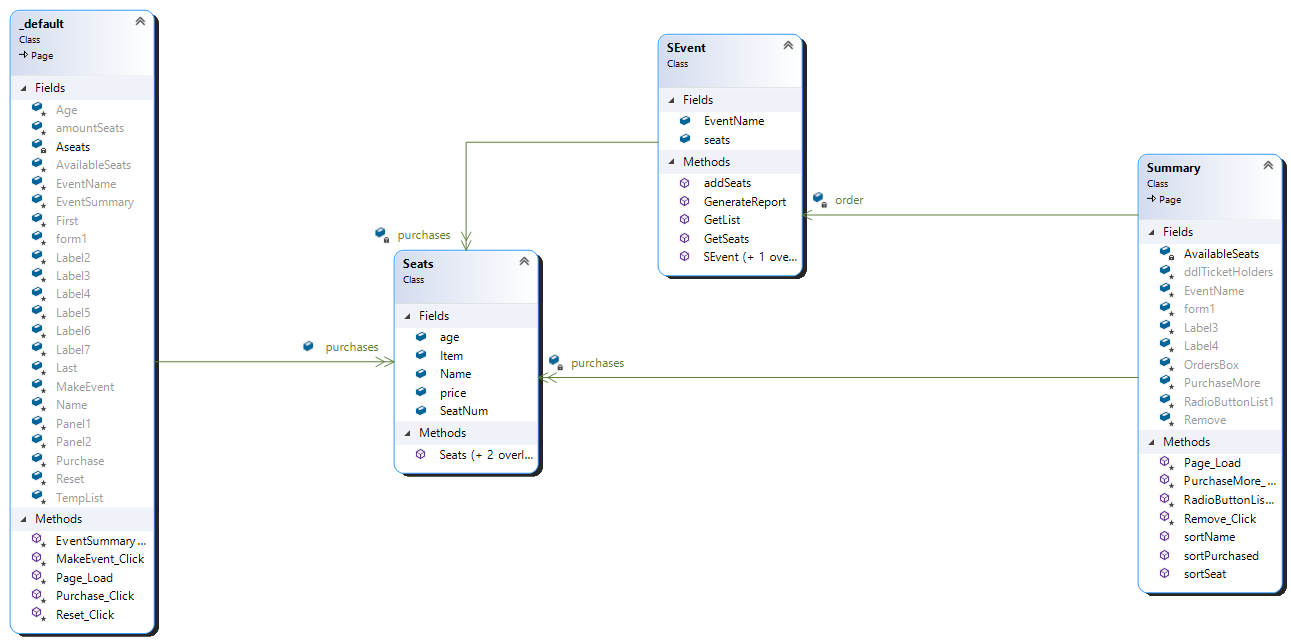 _default
Class
Page
Fields
Age
amountSeats
Aseats
AvailableSeats
EventName
EventSummary
First
form1
Label2
Label3
Label4
Label5
Label6
Label7
Last
MakeEvent
Name
Panel1
Panel2
Purchase
Reset
TempList
Methods
EventSummary...
MakeEvent_Click
Page_Load
Purchase_Click
Reset_Click
purchases
purchases
Seats
Class
Fields
age
Item
Name
price
SeatNum
Methods
Seats (+ 2 overl...
SEvent
Class
Fields
EventName
seats
Methods
addSeats
GenerateReport
GetList
GetSeats
SEvent (+ 1 ove...
order
purchases
Summary
Class
Page
Fields
AvailableSeats
ddlTicketHolders
EventName
form1
Label3
Label4
OrdersBox
PurchaseMore
RadioButtonList1
Remove
Methods
Page_Load
PurchaseMore_...
RadioButtonLis...
Remove_Click
sortName
sortPurchased
sortSeat